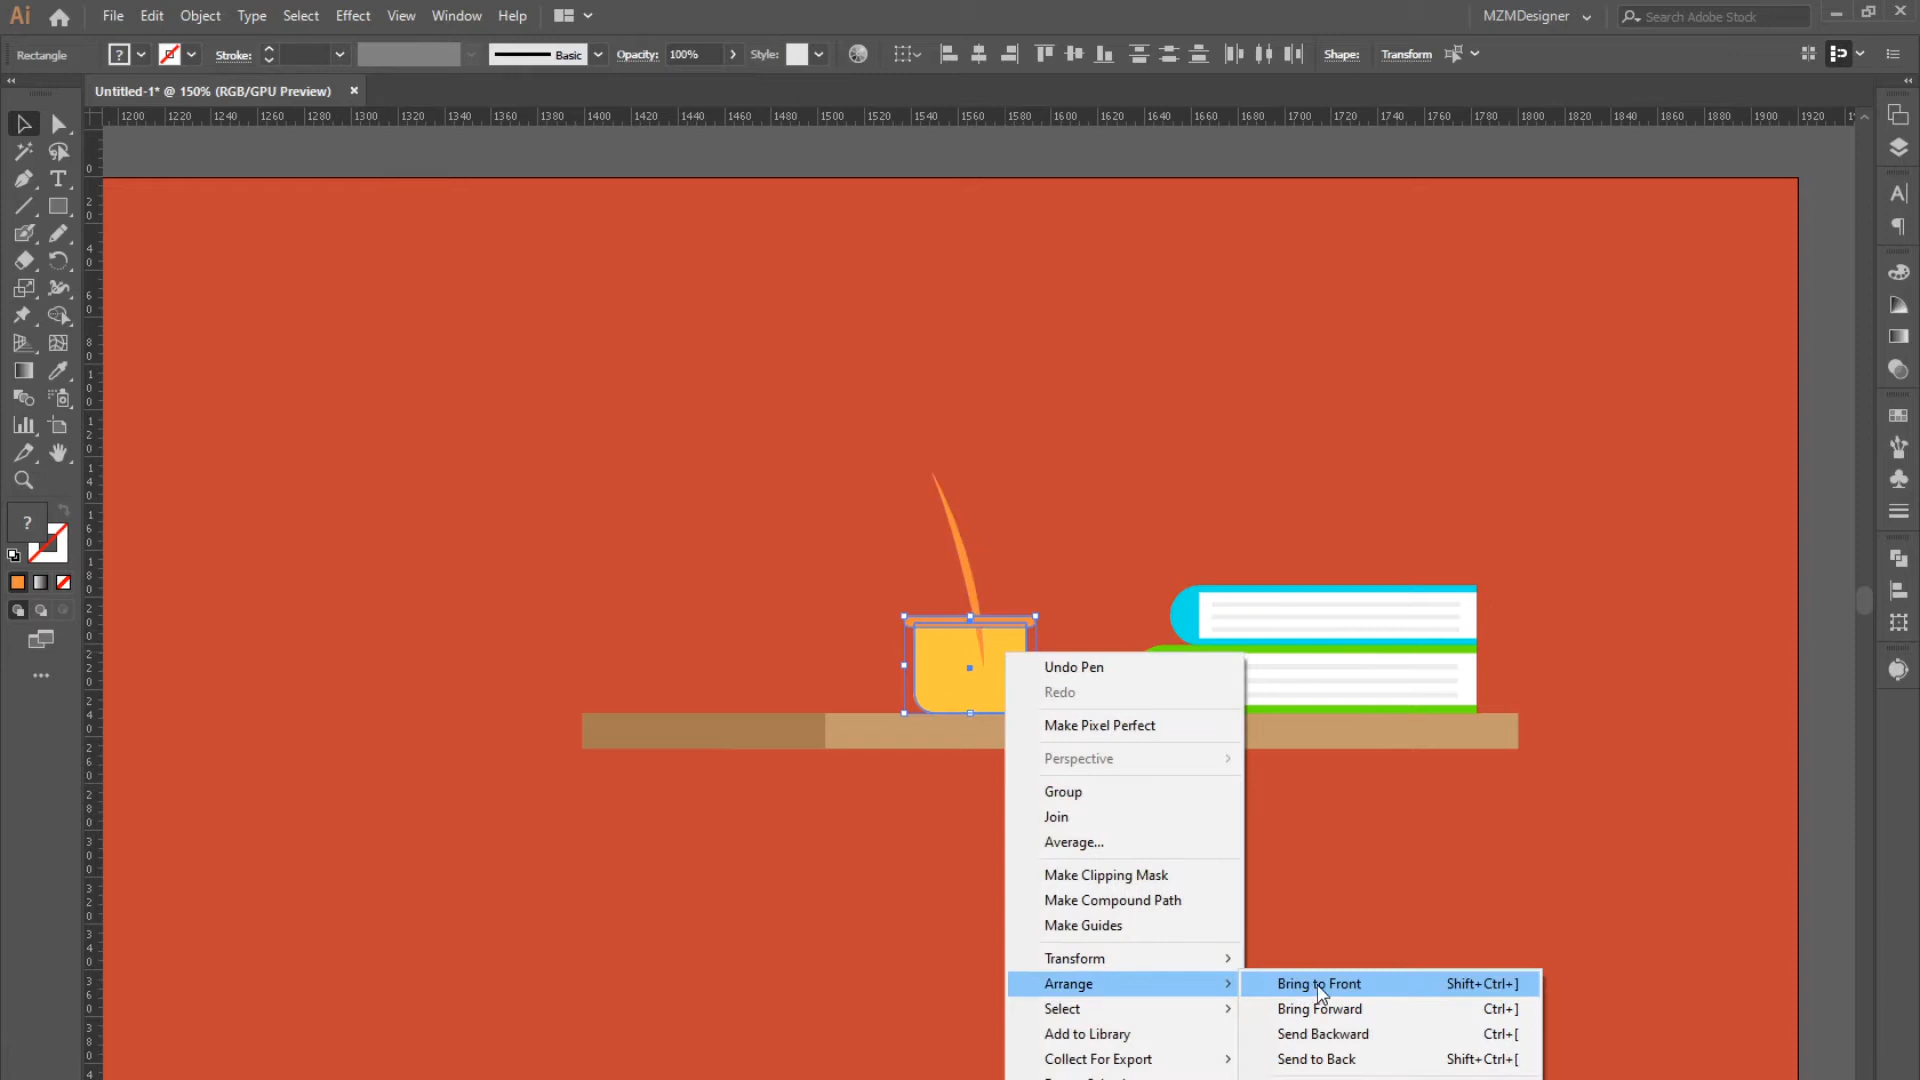 Ai File Edit Object Type Select Effect View Window Help MZMDesigner Search Adobe Stock
Rectangle ? Stroke: Basic Opacity: 100% Style: Shape: Transform
Untitled-1* @ 150% (RGB/GPU Preview) ×
1200 1220 1240 1260 1280 1300 1320 1340 1360 1380 1400 1420 1440 1460 1480 1500 1520 1540 1560 1580 1600 1620 1640 1660 1680 1700 1720 1740 1760 1780 1800 1820 1840 1860 1880 1900 1920
Undo Pen
Redo
Make Pixel Perfect
Perspective
Group
Join
Average...
Make Clipping Mask
Make Compound Path
Make Guides
Transform
Arrange
Select
Add to Library
Collect For Export
Bring to Front Shift+Ctrl+]
Bring Forward Ctrl+]
Send Backward Ctrl+[
Send to Back Shift+Ctrl+[